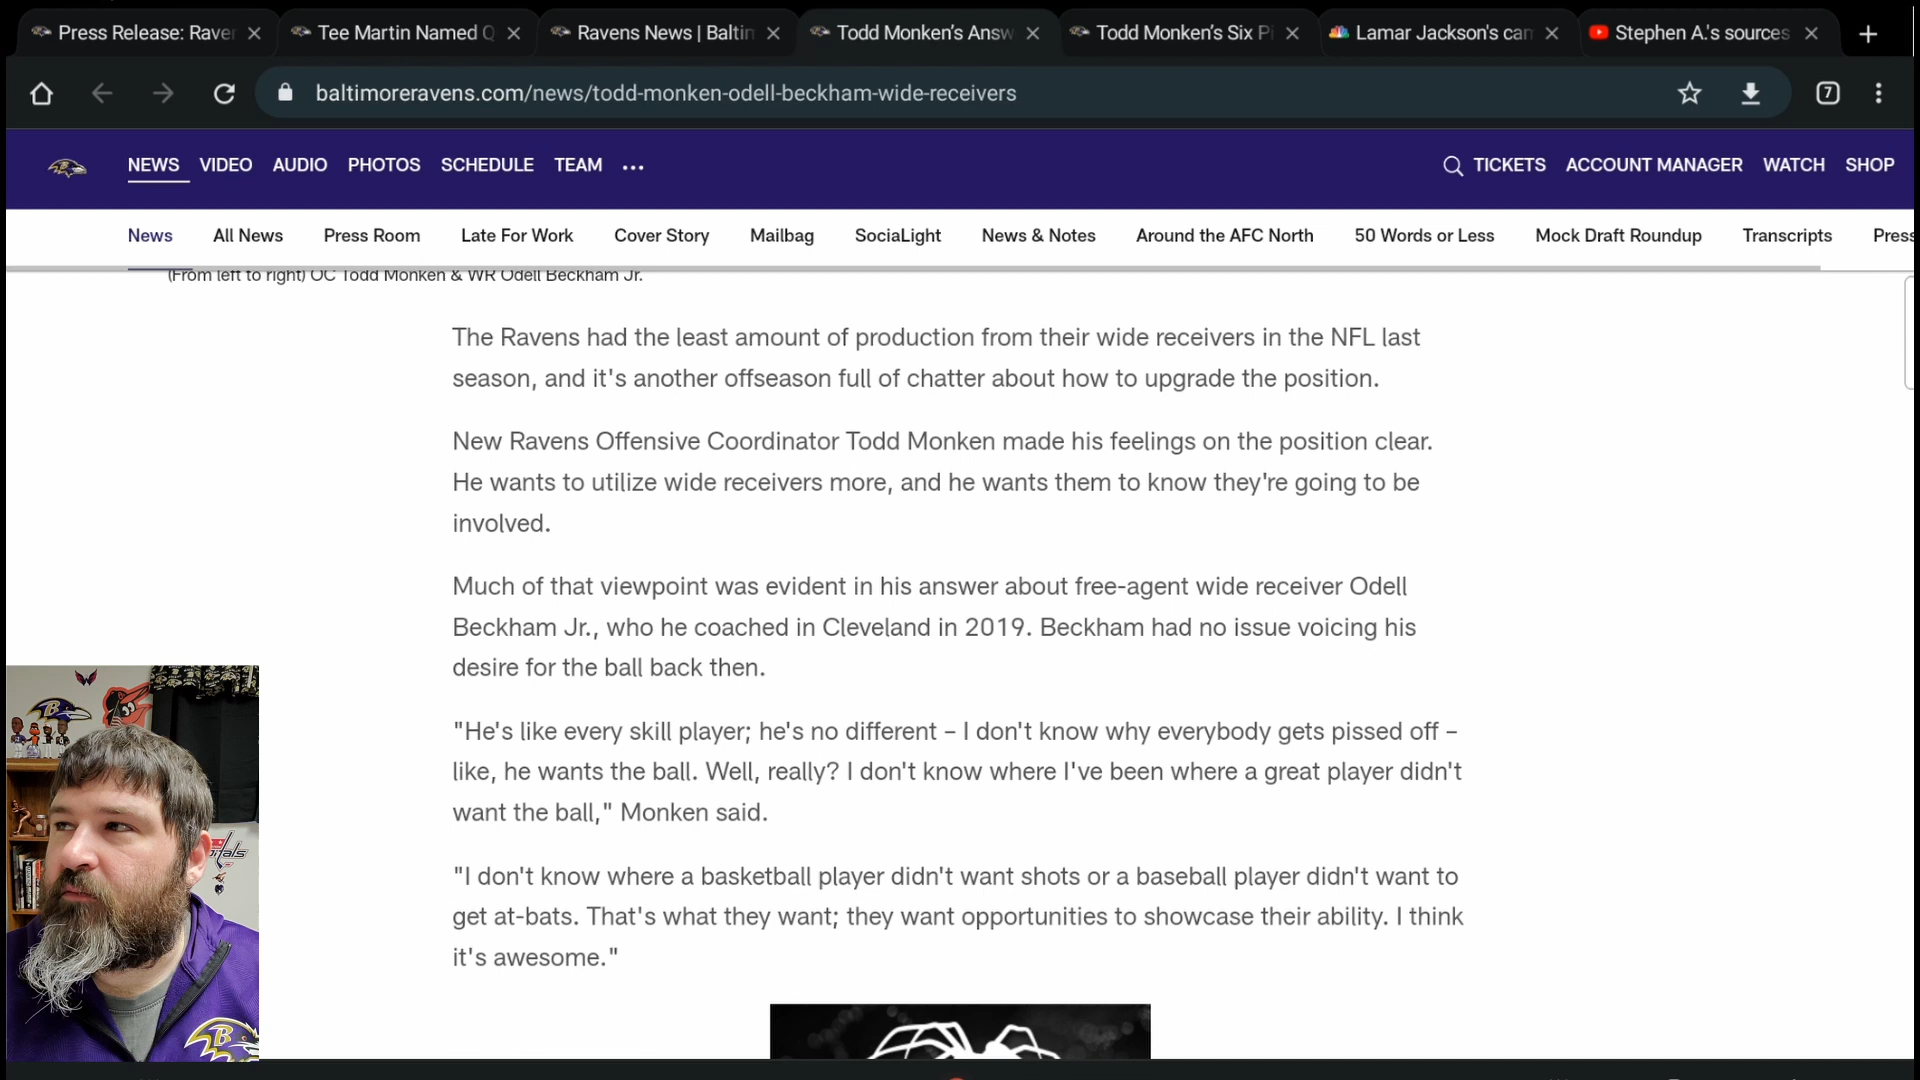 Press Release: Raver
Tee Martin Named Q
Ravens News | Baltim
Todd Monken's Answ
Todd Monken's Six Pi
Lamar Jackson's cam
Stephen A.'s sources
baltimoreravens.com/news/todd-monken-odell-beckham-wide-receivers
7
NEWS VIDEO AUDIO PHOTOS SCHEDULE TEAM ...
TICKETS ACCOUNT MANAGER WATCH SHOP
News All News Press Room Late For Work Cover Story Mailbag SociaLight News & Notes Around the AFC North 50 Words or Less Mock Draft Roundup Transcripts Press
(From left to right) OC Todd Monken & WR Odell Beckham Jr.
The Ravens had the least amount of production from their wide receivers in the NFL last
season, and it's another offseason full of chatter about how to upgrade the position.
New Ravens Offensive Coordinator Todd Monken made his feelings on the position clear.
He wants to utilize wide receivers more, and he wants them to know they're going to be
involved.
Much of that viewpoint was evident in his answer about free-agent wide receiver Odell
Beckham Jr., who he coached in Cleveland in 2019. Beckham had no issue voicing his
desire for the ball back then.
"He's like every skill player; he's no different – I don't know why everybody gets pissed off –
like, he wants the ball. Well, really? I don't know where I've been where a great player didn't
want the ball," Monken said.
"I don't know where a basketball player didn't want shots or a baseball player didn't want to
get at-bats. That's what they want; they want opportunities to showcase their ability. I think
it's awesome."